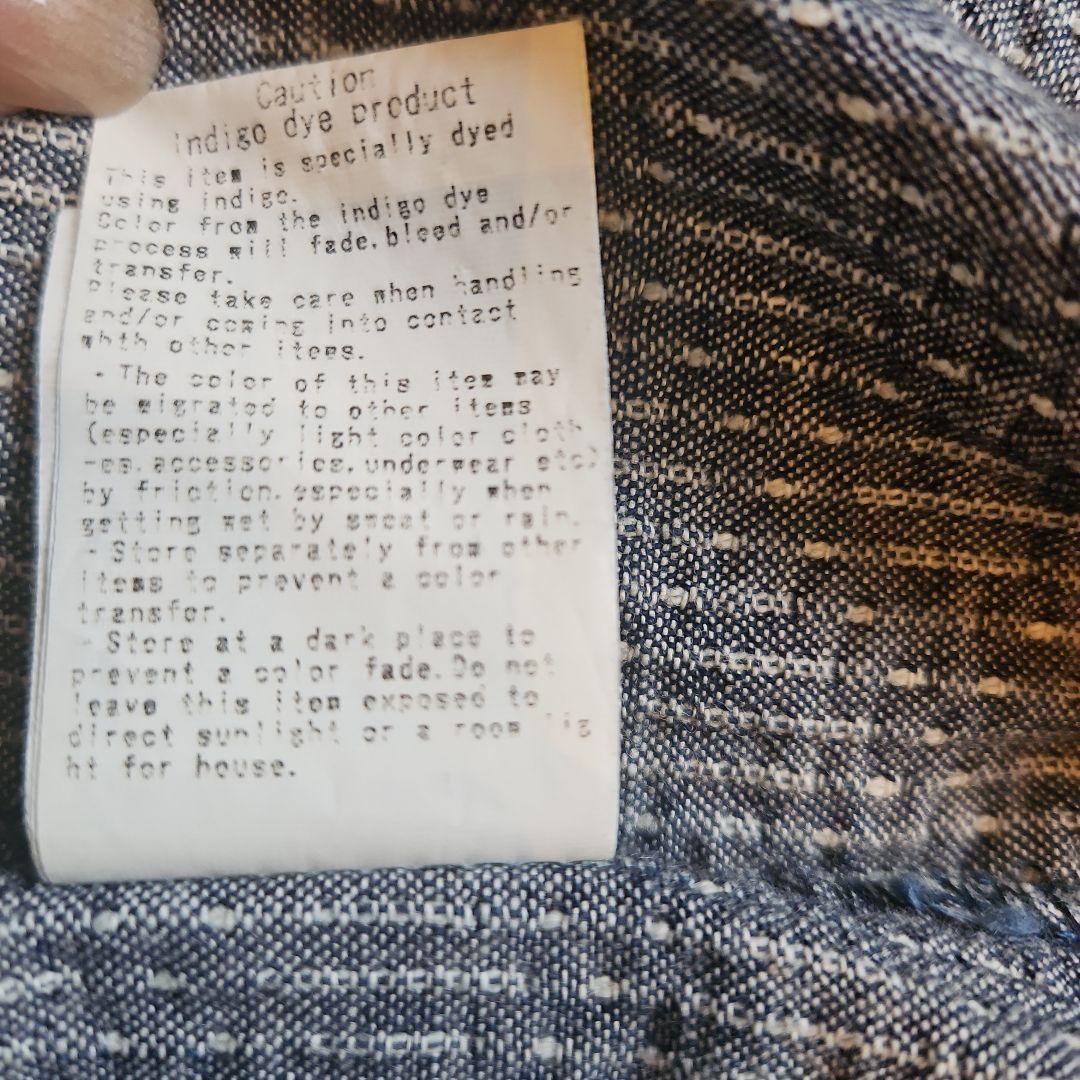 Caution
Indigo dye product
This item is specially dyed
using indigo.
Color from the indigo dye
process will fade,bleed and/or
transfer.
Please take care when handling
and/or coming into contact
whth other items.
・The color of this item may
be migrated to other items
(especially light color cloth
-es,accessories,underwear etc)
by friction,especially when
getting wet by sweat or rain.
・Store separately from other
items to prevent a color
transfer.
・Store at a dark place to
prevent a color fade.Do not
leave this item exposed to
direct sunlight or a room lig
ht for house.